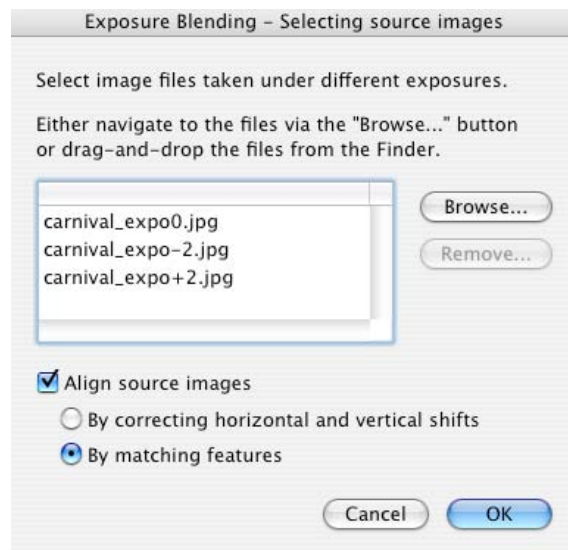 Exposure Blending – Selecting source images
Select image files taken under different exposures.
Either navigate to the files via the "Browse..." button
or drag-and-drop the files from the Finder.
carnival_expo0.jpg
carnival_expo-2.jpg
carnival_expo+2.jpg
Browse...
Remove...
Align source images
By correcting horizontal and vertical shifts
By matching features
Cancel
OK